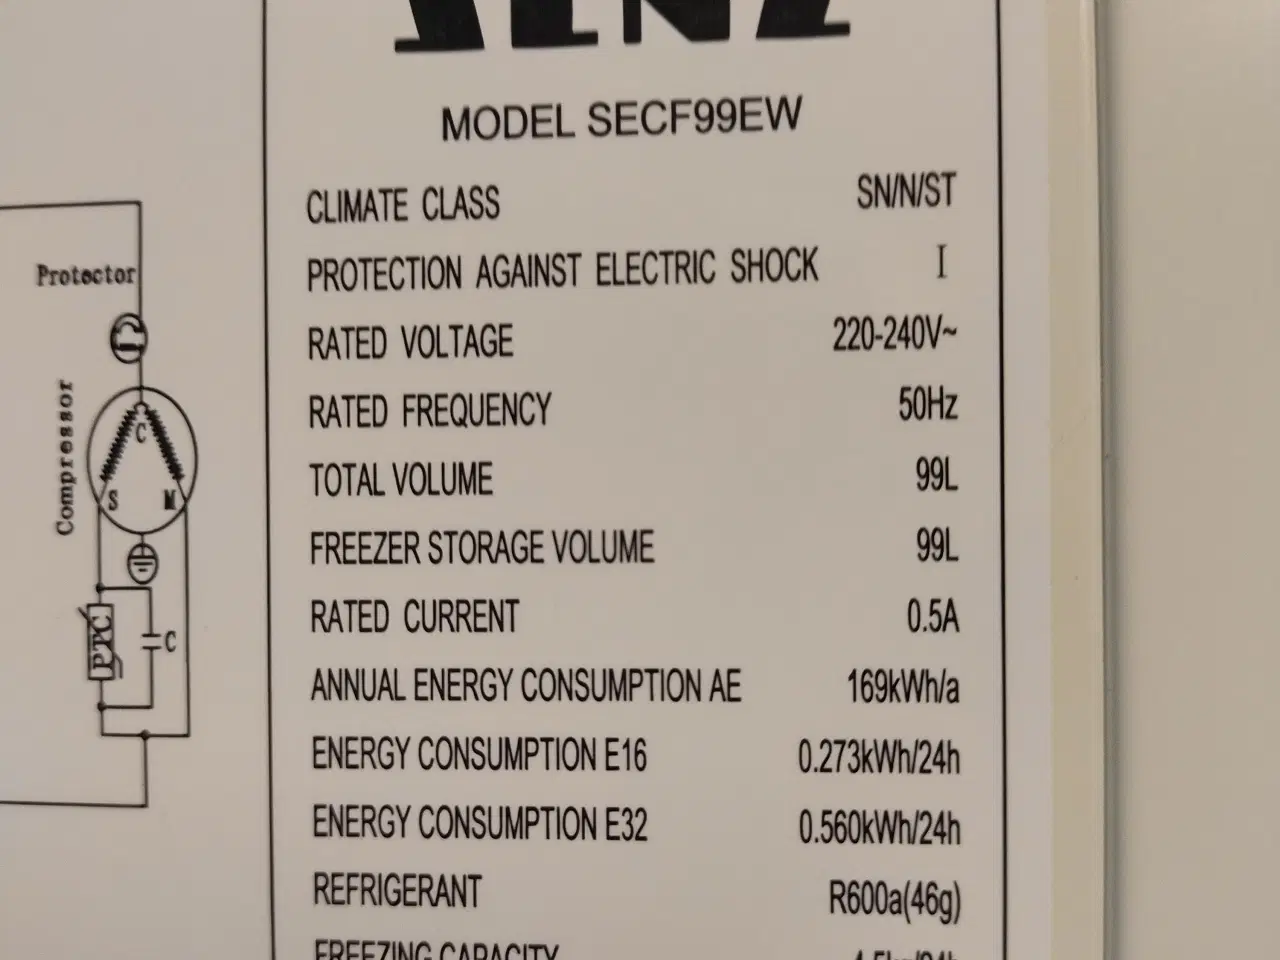 MODEL SECF99EW
CLIMATE CLASS SN/N/ST
PROTECTION AGAINST ELECTRIC SHOCK I
RATED VOLTAGE 220-240V~
RATED FREQUENCY 50Hz
TOTAL VOLUME 99L
FREEZER STORAGE VOLUME 99L
RATED CURRENT 0.5A
ANNUAL ENERGY CONSUMPTION AE 169kWh/a
ENERGY CONSUMPTION E16 0.273kWh/24h
ENERGY CONSUMPTION E32 0.560kWh/24h
REFRIGERANT R600a(46g)
FREEZING CAPACITY
Protector
Compressor
C
S M
PTC C